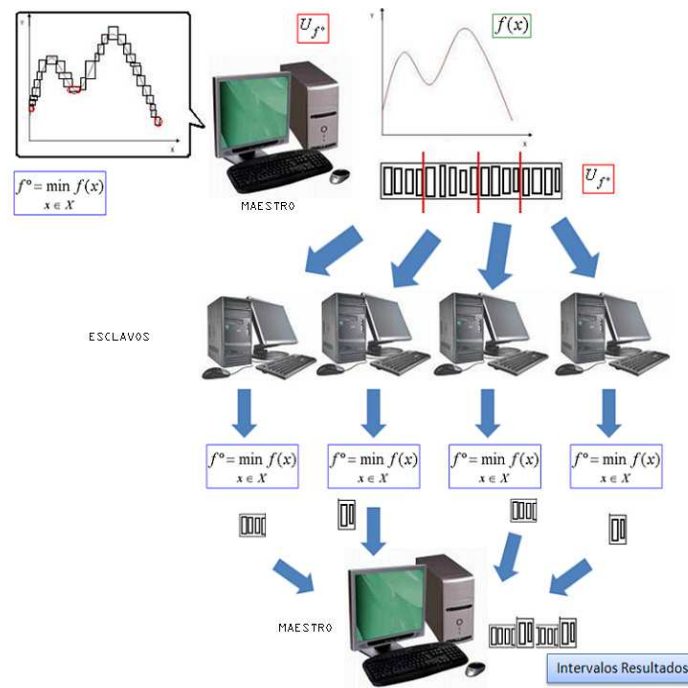 Y
X
U_{f°}
f(x)
Y
X
f° = min f(x)
x ∈ X
MAESTRO
U_{f°}
ESCLAVOS
f° = min f(x)
x ∈ X
f° = min f(x)
x ∈ X
f° = min f(x)
x ∈ X
f° = min f(x)
x ∈ X
MAESTRO
Intervalos Resultados